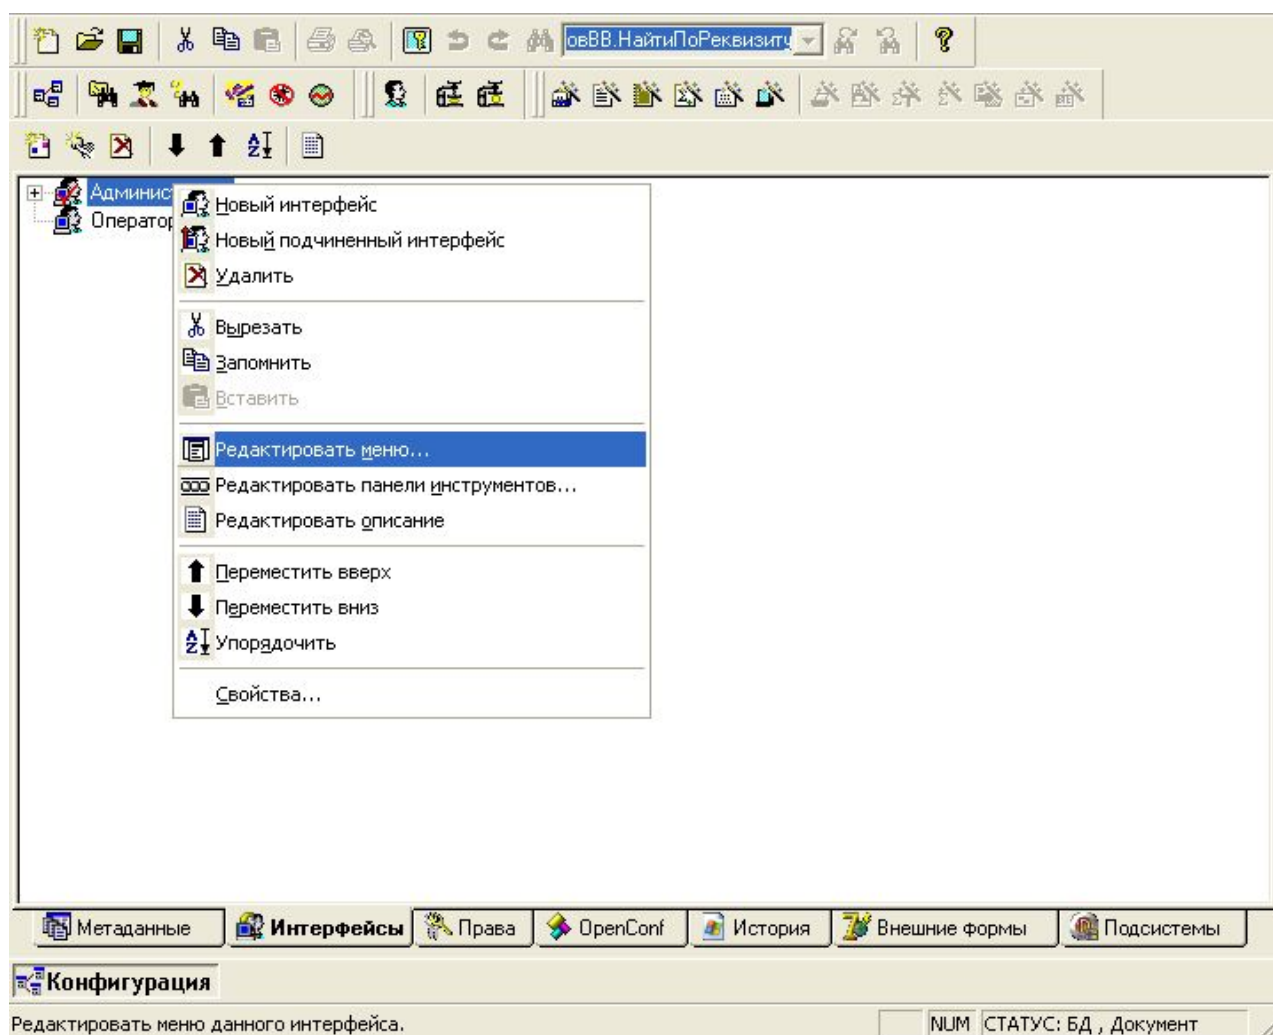 овВВ.НайтиПоРеквизиту
Админис
Оператор
Новый интерфейс
Новый подчиненный интерфейс
Удалить
Вырезать
Запомнить
Вставить
Редактировать меню...
Редактировать панели инструментов...
Редактировать описание
Переместить вверх
Переместить вниз
Упорядочить
Свойства...
Метаданные Интерфейсы Права OpenConf История Внешние формы Подсистемы
Конфигурация
Редактировать меню данного интерфейса. NUM СТАТУС: БД , Документ